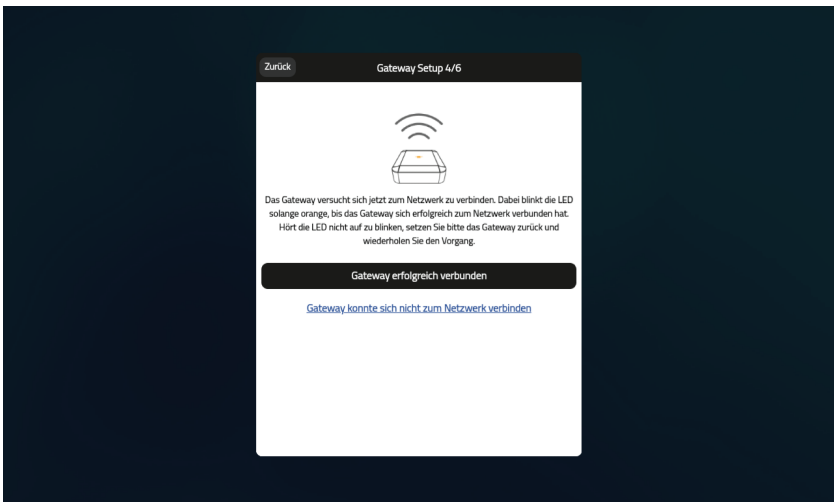 Zurück
Gateway Setup 4/6
Das Gateway versucht sich jetzt zum Netzwerk zu verbinden. Dabei blinkt die LED
solange orange, bis das Gateway sich erfolgreich zum Netzwerk verbunden hat.
Hört die LED nicht auf zu blinken, setzen Sie bitte das Gateway zurück und
wiederholen Sie den Vorgang.
Gateway erfolgreich verbunden
Gateway konnte sich nicht zum Netzwerk verbinden